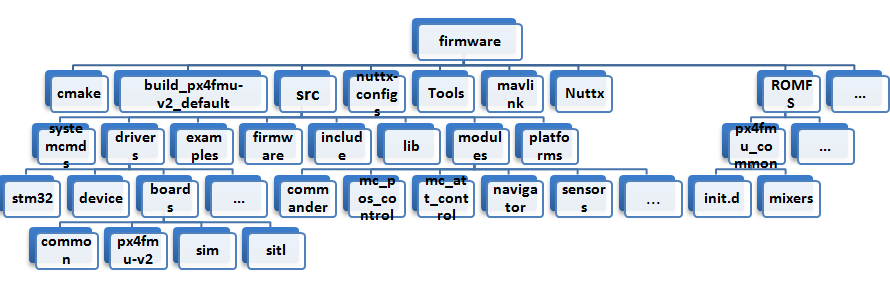 firmware
cmake
build_px4fmu-
v2_default
src
nuttx-
config
s
Tools
mavli
nk
Nuttx
ROMF
S
...
syste
mcmd
s
driver
s
exam
ples
firmw
are
includ
e
lib
modul
es
platfo
rms
px4fm
u_co
mmon
...
stm32
device
board
s
...
comm
ander
mc_p
os_co
ntrol
mc_at
t_cont
rol
naviga
tor
sensor
s
...
init.d
mixers
commo
n
px4fm
u-v2
sim
sitl